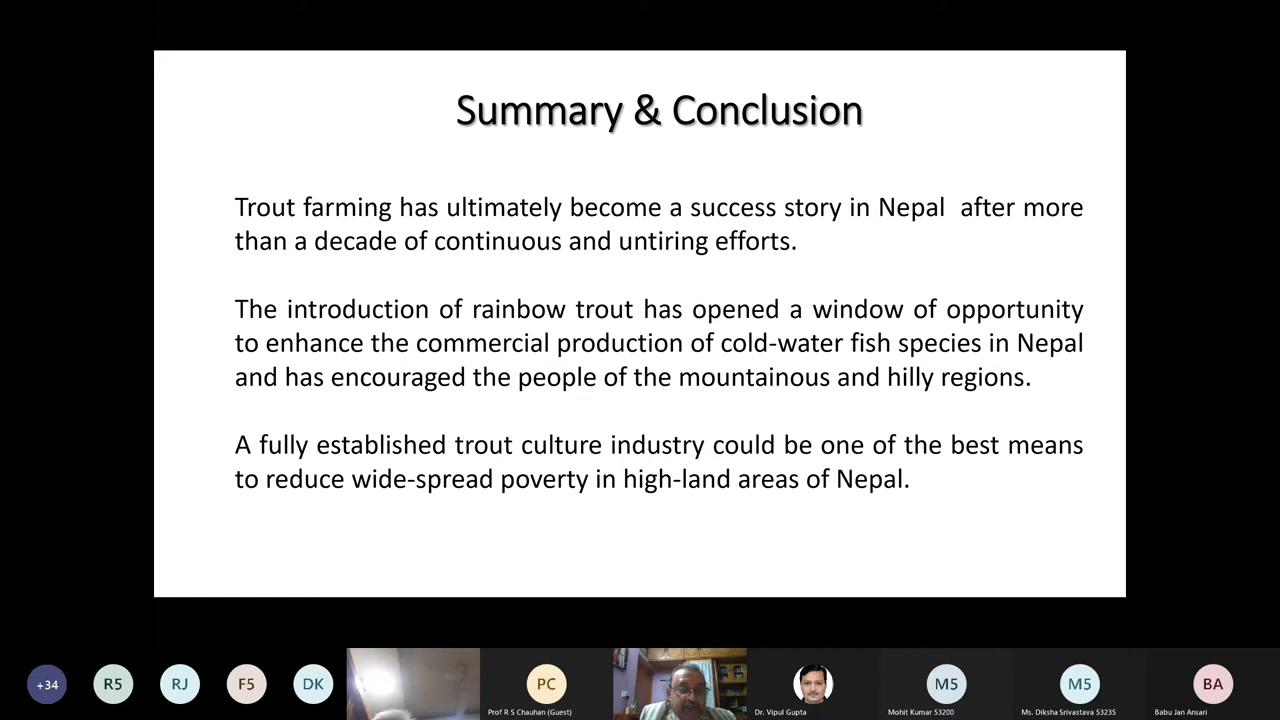 Summary & Conclusion
Trout farming has ultimately become a success story in Nepal  after more
than a decade of continuous and untiring efforts.
The introduction of rainbow trout has opened a window of opportunity
to enhance the commercial production of cold-water fish species in Nepal
and has encouraged the people of the mountainous and hilly regions.
A fully established trout culture industry could be one of the best means
to reduce wide-spread poverty in high-land areas of Nepal.
+34 R5 RJ F5 DK PC M5 M5 BA
Prof R S Chauhan (Guest) Dr. Vipul Gupta Mohit Kumar 53200 Ms. Diksha Srivastava 53235 Babu Jan Ansari